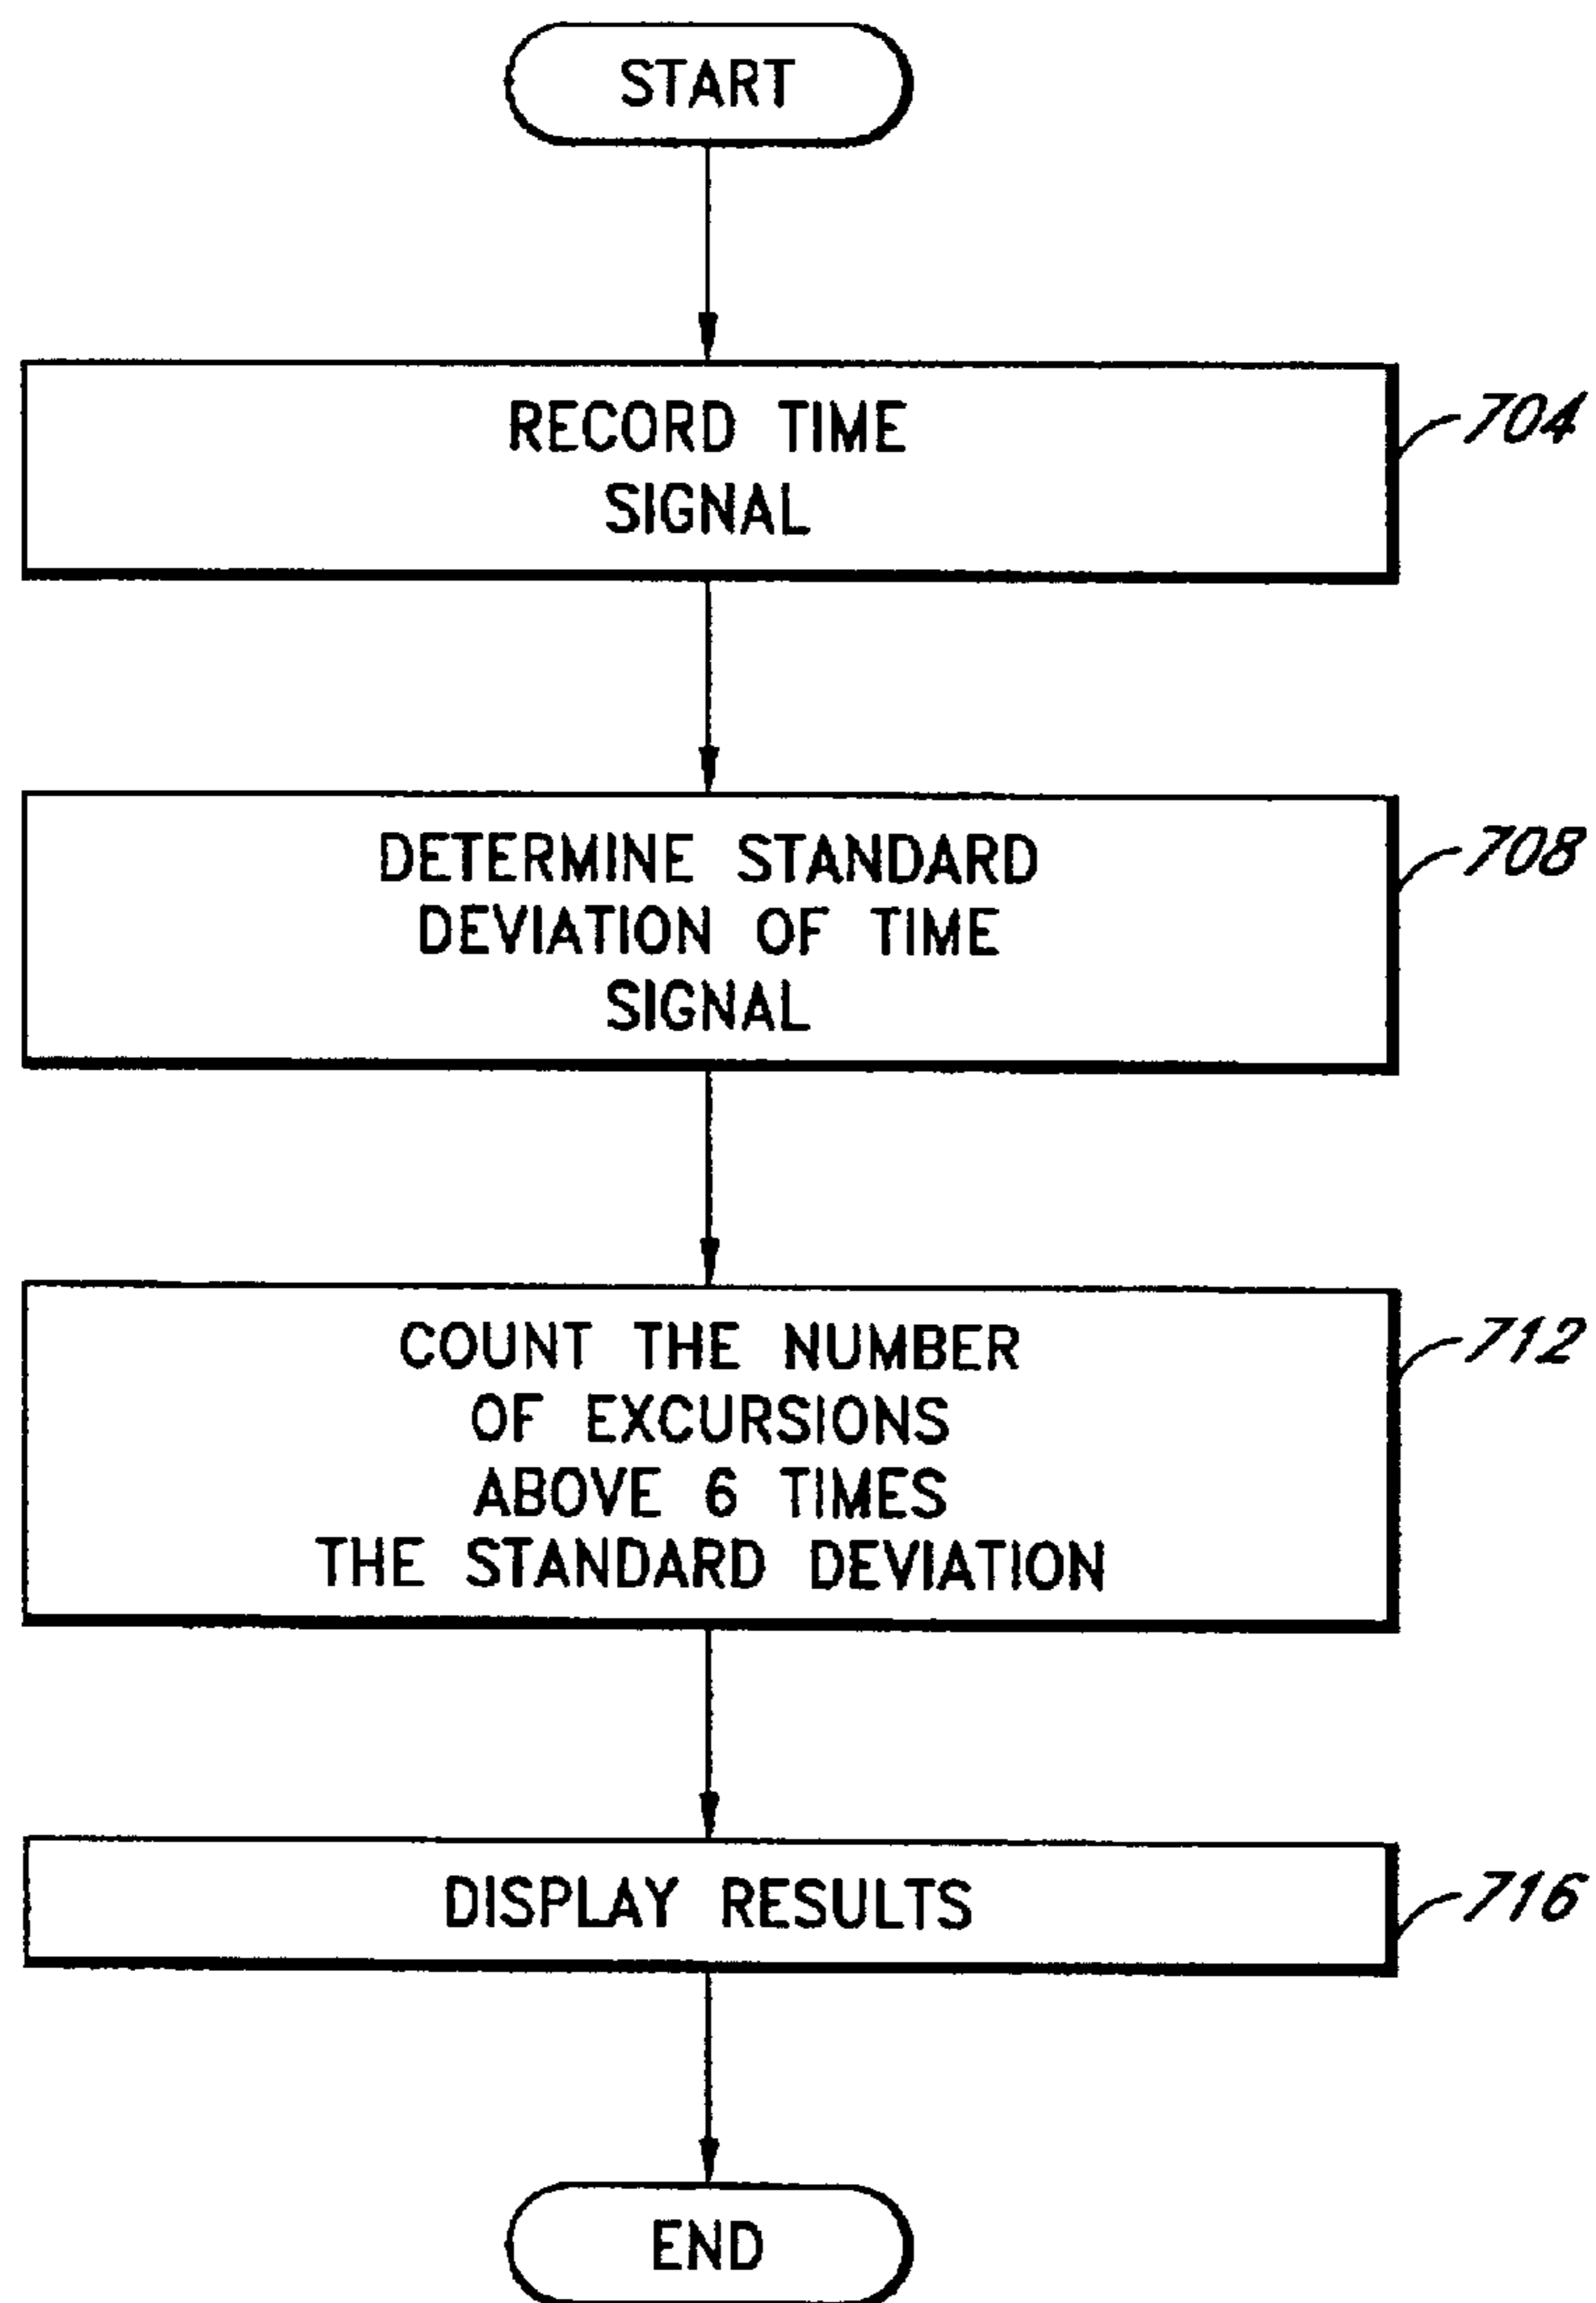 START
RECORD TIME
SIGNAL
704
DETERMINE STANDARD
DEVIATION OF TIME
SIGNAL
708
COUNT THE NUMBER
OF EXCURSIONS
ABOVE 6 TIMES
THE STANDARD DEVIATION
712
DISPLAY RESULTS
716
END